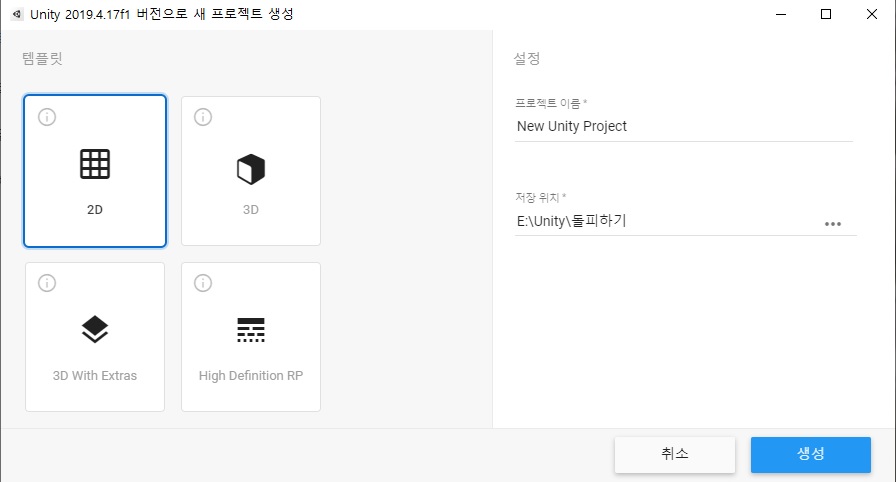 Unity 2019.4.17f1 버전으로 새 프로젝트 생성
템플릿
2D
3D
3D With Extras
High Definition RP
설정
프로젝트 이름 *
New Unity Project
저장 위치 *
E:\Unity\돌피하기
취소
생성